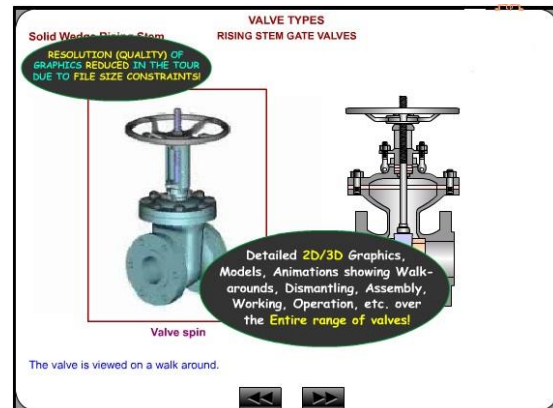 VALVE TYPES
Solid Wedge Rising Stem
RISING STEM GATE VALVES
RESOLUTION (QUALITY) OF
GRAPHICS REDUCED IN THE TOUR
DUE TO FILE SIZE CONSTRAINTS!
Detailed 2D/3D Graphics,
Models, Animations showing Walk-
arounds, Dismantling, Assembly,
Working, Operation, etc. over
the Entire range of valves!
Valve spin
The valve is viewed on a walk around.